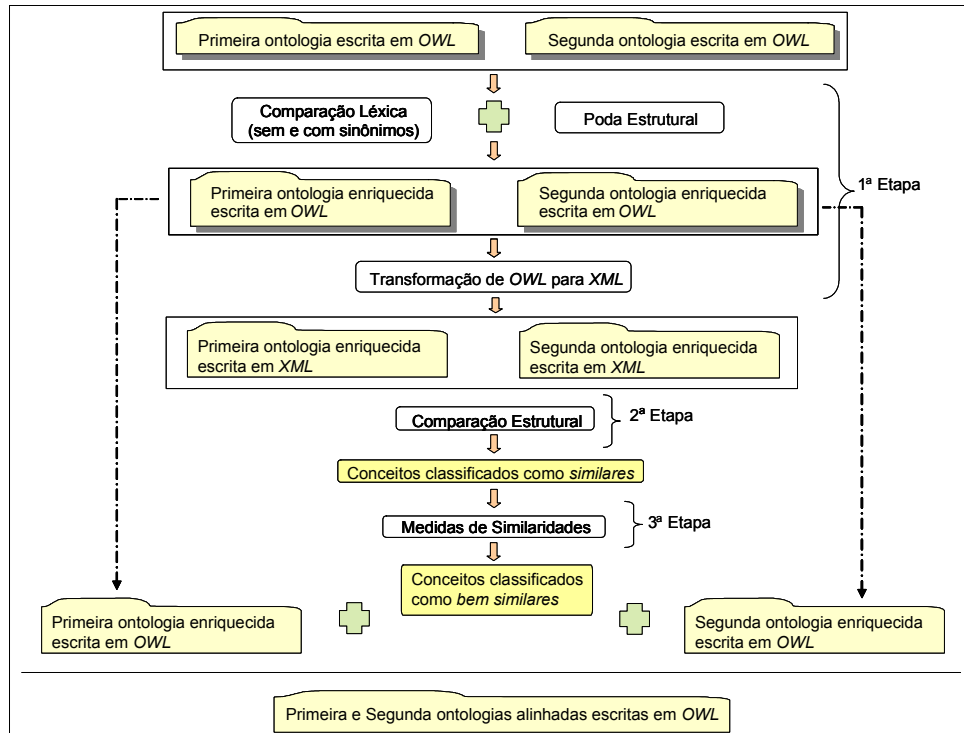 Primeira ontologia escrita em OWL
Segunda ontologia escrita em OWL
Comparação Léxica
(sem e com sinônimos)
Poda Estrutural
1ª Etapa
Primeira ontologia enriquecida
escrita em OWL
Segunda ontologia enriquecida
escrita em OWL
Transformação de OWL para XML
Primeira ontologia enriquecida
escrita em XML
Segunda ontologia enriquecida
escrita em XML
Comparação Estrutural
2ª Etapa
Conceitos classificados como similares
Medidas de Similaridades
3ª Etapa
Conceitos classificados
como bem similares
Primeira ontologia enriquecida
escrita em OWL
Segunda ontologia enriquecida
escrita em OWL
Primeira e Segunda ontologias alinhadas escritas em OWL